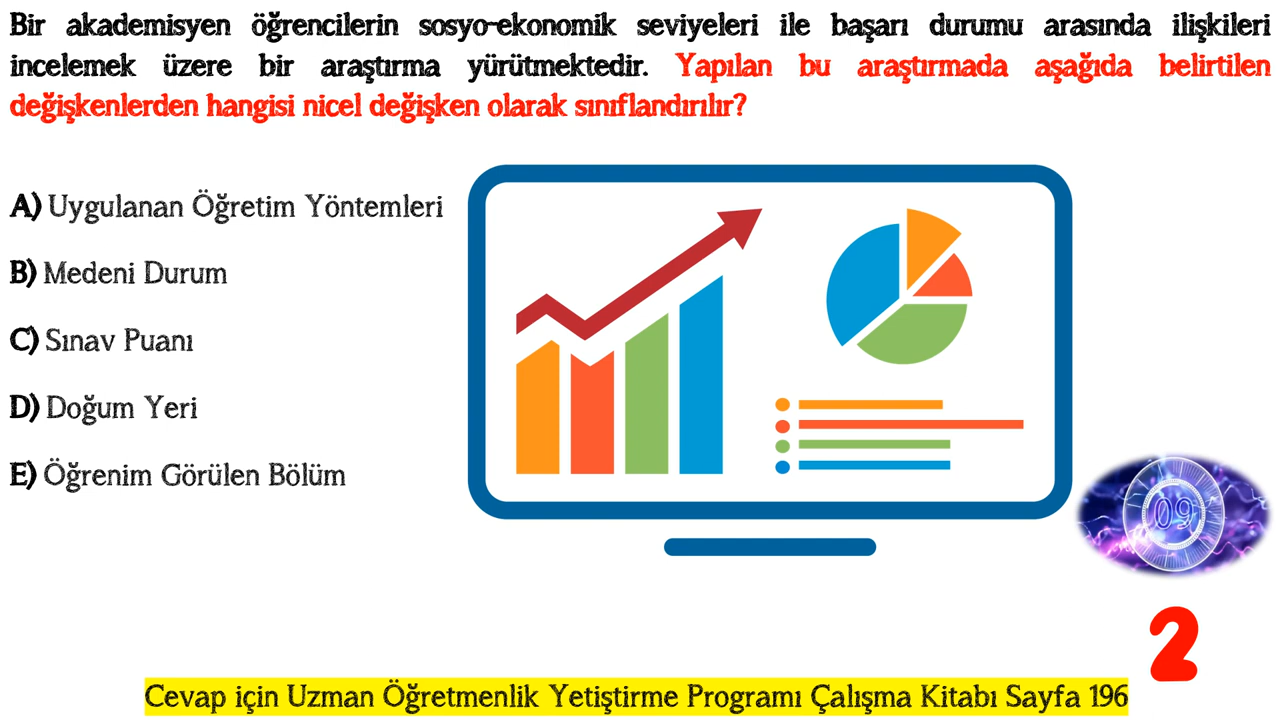 Bir akademisyen öğrencilerin sosyo-ekonomik seviyeleri ile başarı durumu arasında ilişkileri
incelemek üzere bir araştırma yürütmektedir. Yapılan bu araştırmada aşağıda belirtilen
değişkenlerden hangisi nicel değişken olarak sınıflandırılır?
A) Uygulanan Öğretim Yöntemleri
B) Medeni Durum
C) Sınav Puanı
D) Doğum Yeri
E) Öğrenim Görülen Bölüm
09
2
Cevap için Uzman Öğretmenlik Yetiştirme Programı Çalışma Kitabı Sayfa 196